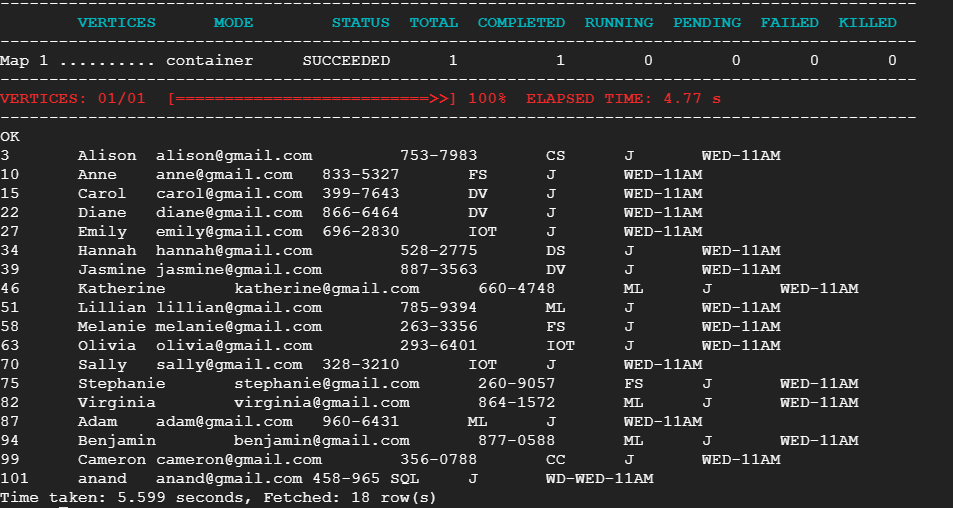 ----------------------------------------------------------------------------------------------
VERTICES MODE STATUS TOTAL COMPLETED RUNNING PENDING FAILED KILLED
----------------------------------------------------------------------------------------------
Map 1 .......... container SUCCEEDED 1 1 0 0 0 0
----------------------------------------------------------------------------------------------
VERTICES: 01/01 [==========================>>] 100% ELAPSED TIME: 4.77 s
----------------------------------------------------------------------------------------------
OK
3 Alison alison@gmail.com 753-7983 CS J WED-11AM
10 Anne anne@gmail.com 833-5327 FS J WED-11AM
15 Carol carol@gmail.com 399-7643 DV J WED-11AM
22 Diane diane@gmail.com 866-6464 DV J WED-11AM
27 Emily emily@gmail.com 696-2830 IOT J WED-11AM
34 Hannah hannah@gmail.com 528-2775 DS J WED-11AM
39 Jasmine jasmine@gmail.com 887-3563 DV J WED-11AM
46 Katherine katherine@gmail.com 660-4748 ML J WED-11AM
51 Lillian lillian@gmail.com 785-9394 ML J WED-11AM
58 Melanie melanie@gmail.com 263-3356 FS J WED-11AM
63 Olivia olivia@gmail.com 293-6401 IOT J WED-11AM
70 Sally sally@gmail.com 328-3210 IOT J WED-11AM
75 Stephanie stephanie@gmail.com 260-9057 FS J WED-11AM
82 Virginia virginia@gmail.com 864-1572 ML J WED-11AM
87 Adam adam@gmail.com 960-6431 ML J WED-11AM
94 Benjamin benjamin@gmail.com 877-0588 ML J WED-11AM
99 Cameron cameron@gmail.com 356-0788 CC J WED-11AM
101 anand anand@gmail.com 458-965 SQL J WD-WED-11AM
Time taken: 5.599 seconds, Fetched: 18 row(s)